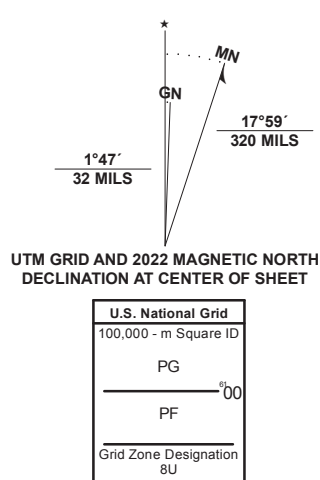 ★
MN
GN
17°59´
320 MILS
1°47´
32 MILS
UTM GRID AND 2022 MAGNETIC NORTH
DECLINATION AT CENTER OF SHEET
U.S. National Grid
100,000 - m Square ID
PG
6100
PF
Grid Zone Designation
8U